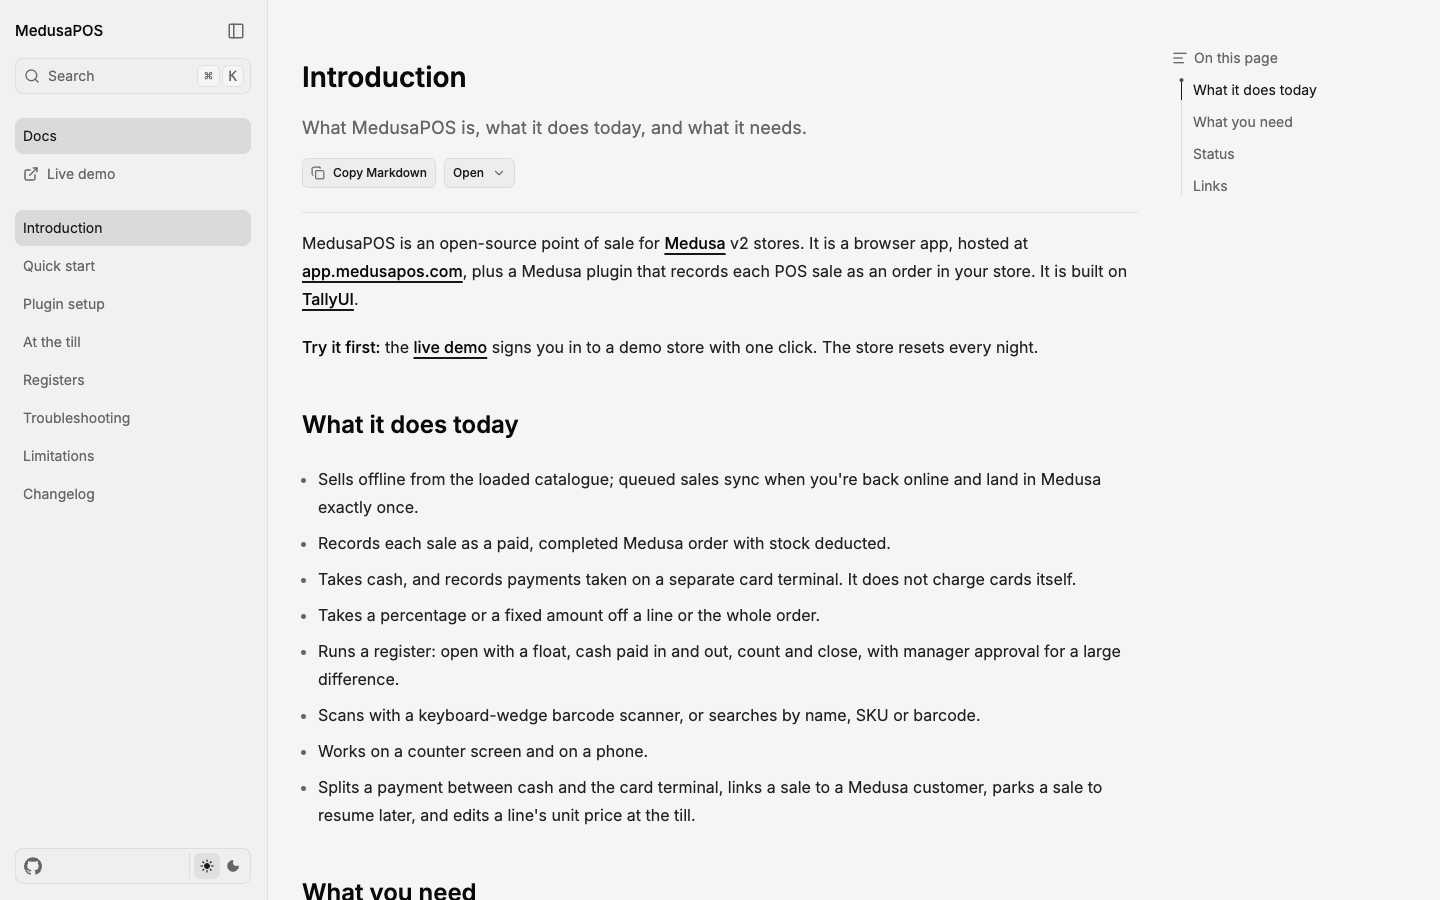 MedusaPOS
Search
⌘ K
Docs
Live demo
Introduction
Quick start
Plugin setup
At the till
Registers
Troubleshooting
Limitations
Changelog
Introduction
What MedusaPOS is, what it does today, and what it needs.
Copy Markdown
Open
MedusaPOS is an open-source point of sale for Medusa v2 stores. It is a browser app, hosted at
app.medusapos.com, plus a Medusa plugin that records each POS sale as an order in your store. It is built on
TallyUI.
Try it first: the live demo signs you in to a demo store with one click. The store resets every night.
What it does today
Sells offline from the loaded catalogue; queued sales sync when you're back online and land in Medusa
exactly once.
Records each sale as a paid, completed Medusa order with stock deducted.
Takes cash, and records payments taken on a separate card terminal. It does not charge cards itself.
Takes a percentage or a fixed amount off a line or the whole order.
Runs a register: open with a float, cash paid in and out, count and close, with manager approval for a large
difference.
Scans with a keyboard-wedge barcode scanner, or searches by name, SKU or barcode.
Works on a counter screen and on a phone.
Splits a payment between cash and the card terminal, links a sale to a Medusa customer, parks a sale to
resume later, and edits a line's unit price at the till.
What you need
On this page
What it does today
What you need
Status
Links